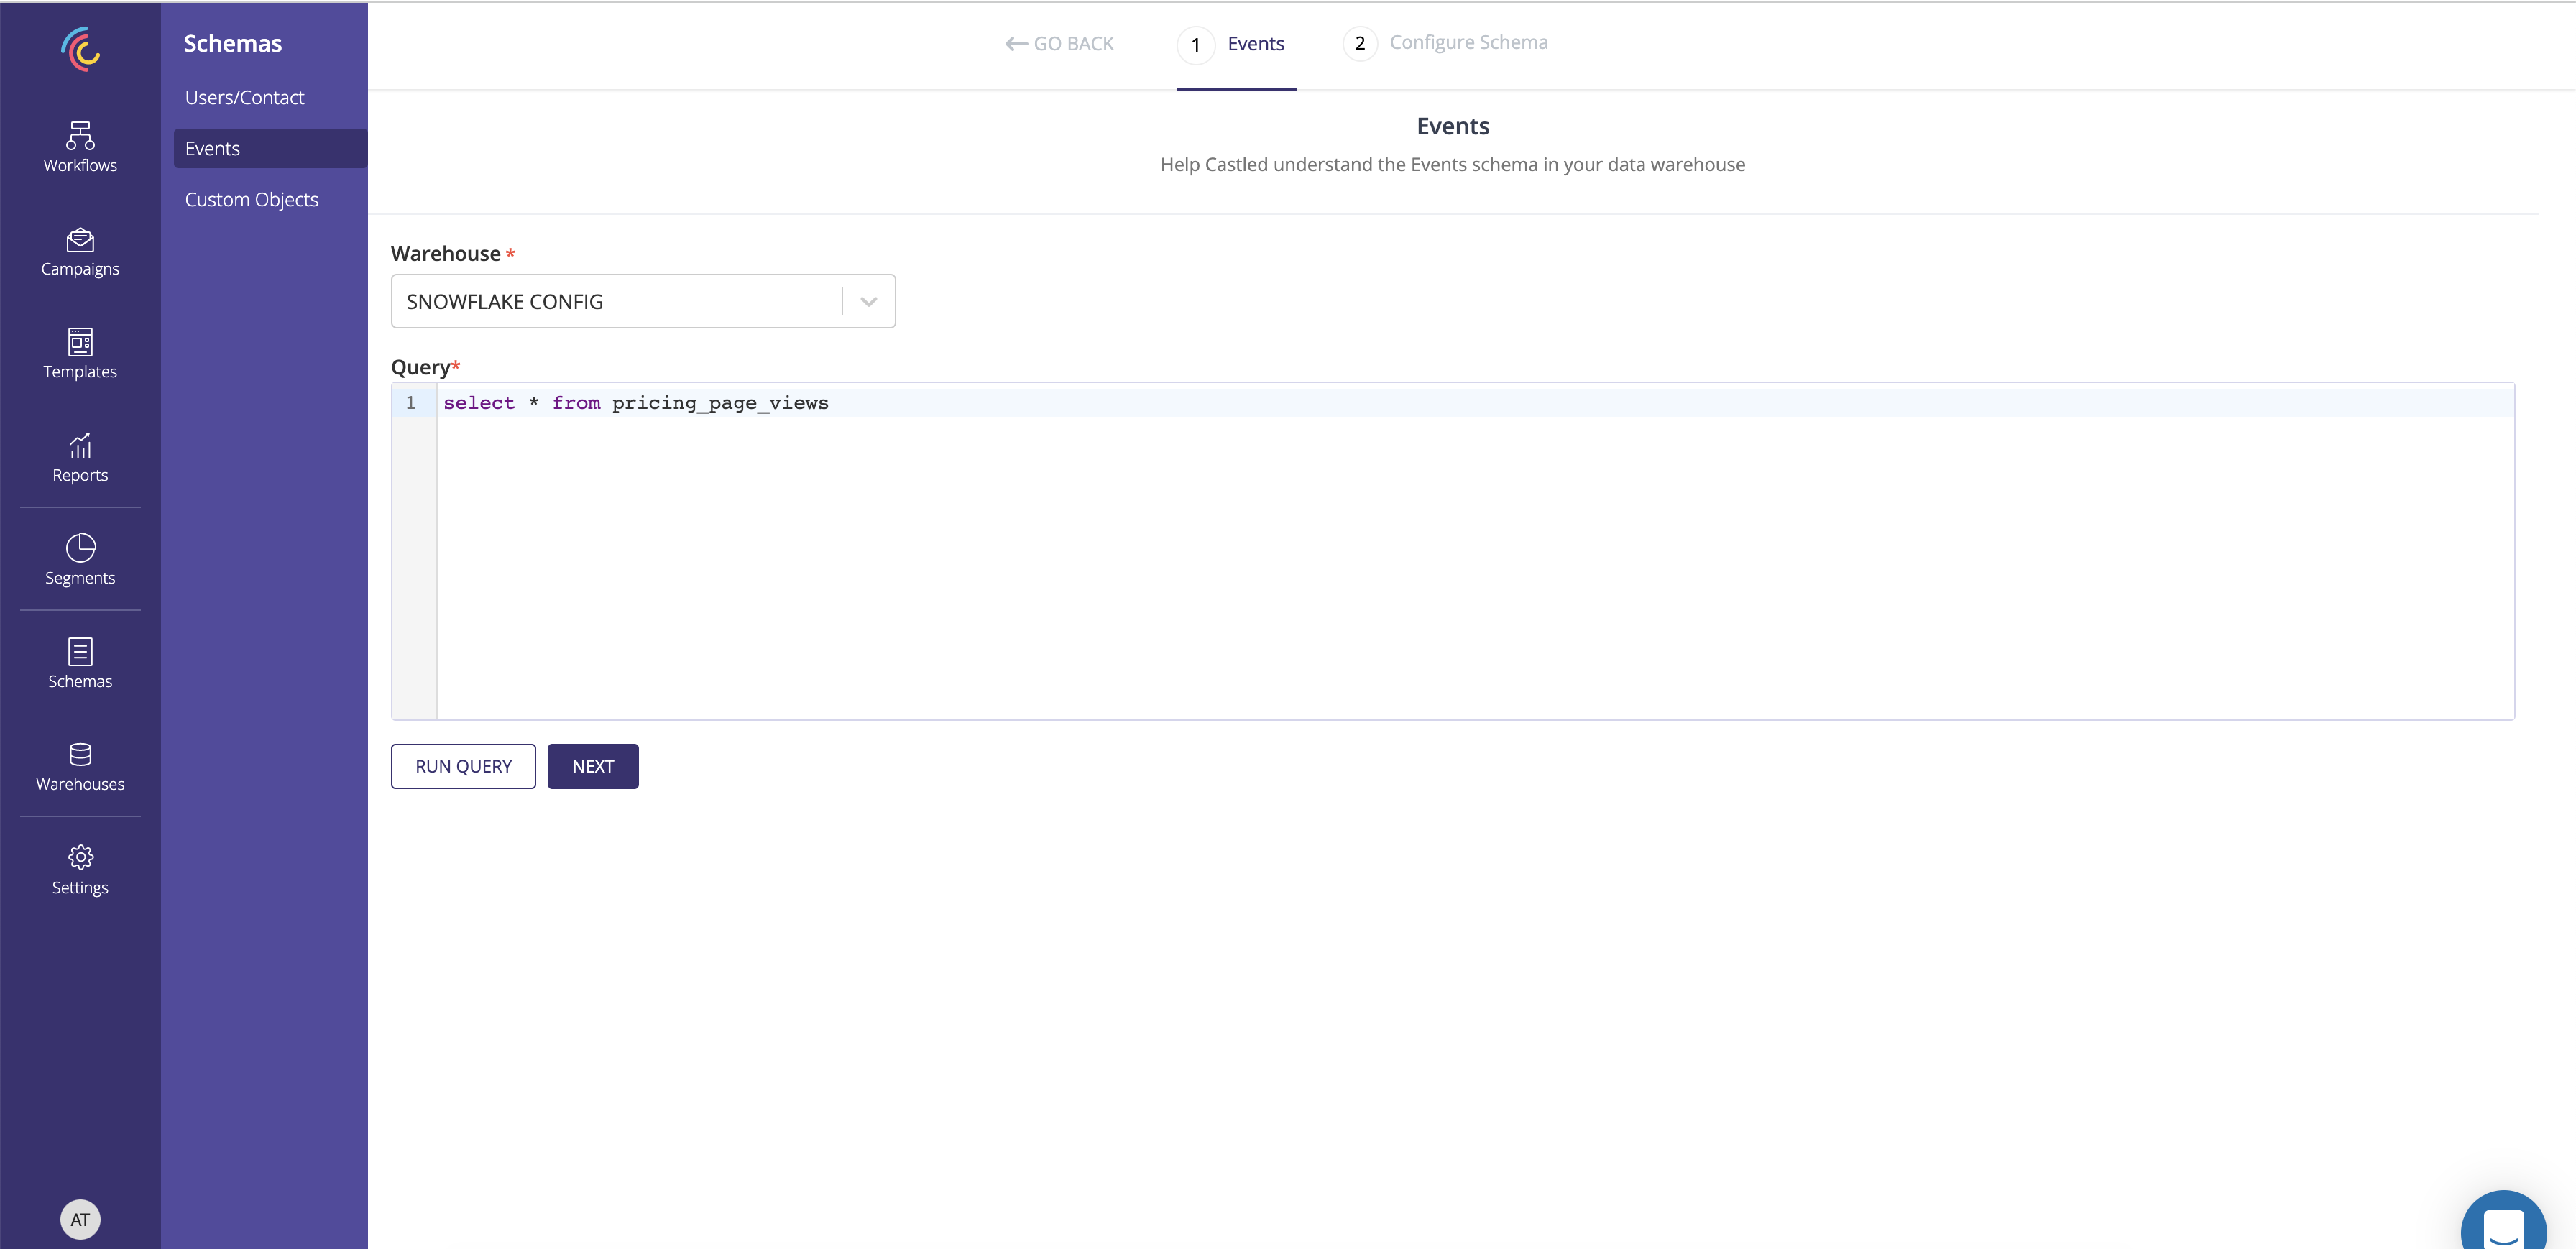 Schemas
Users/Contact
Events
Custom Objects
Workflows
Campaigns
Templates
Reports
Segments
Schemas
Warehouses
Settings
AT
GO BACK
1 Events
2 Configure Schema
Events
Help Castled understand the Events schema in your data warehouse
Warehouse *
SNOWFLAKE CONFIG
Query*
1 select * from pricing_page_views
RUN QUERY
NEXT